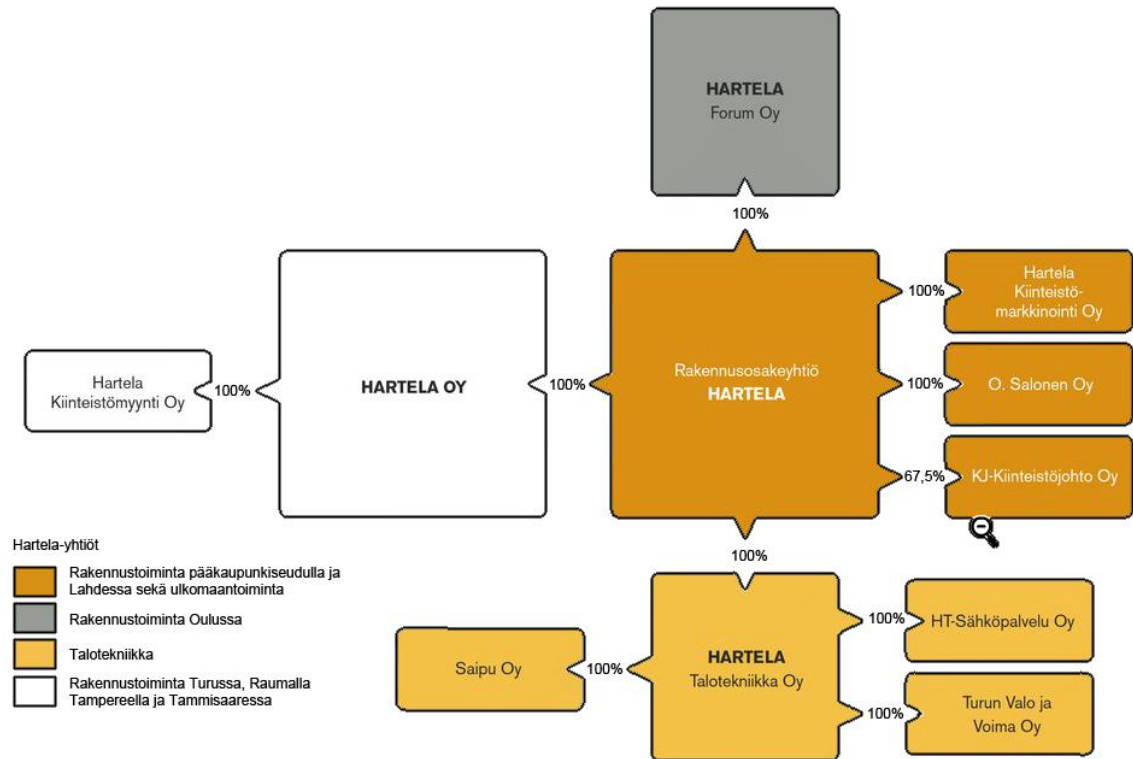 HARTELA
Forum Oy
100%
Hartela
Kiinteistömyynti Oy
100%
HARTELA OY
100%
Rakennusosakeyhtiö
HARTELA
100%
Hartela
Kiinteistö-
markkinointi Oy
100%
O. Salonen Oy
67,5%
KJ-Kiinteistöjohto Oy
100%
Hartela-yhtiöt
Rakennustoiminta pääkaupunkiseudulla ja
Lahdessa sekä ulkomaantoiminta
Rakennustoiminta Oulussa
Talotekniikka
Rakennustoiminta Turussa, Raumalla
Tampereella ja Tammisaaressa
Saipu Oy
100%
HARTELA
Talotekniikka Oy
100%
HT-Sähköpalvelu Oy
100%
Turun Valo ja
Voima Oy